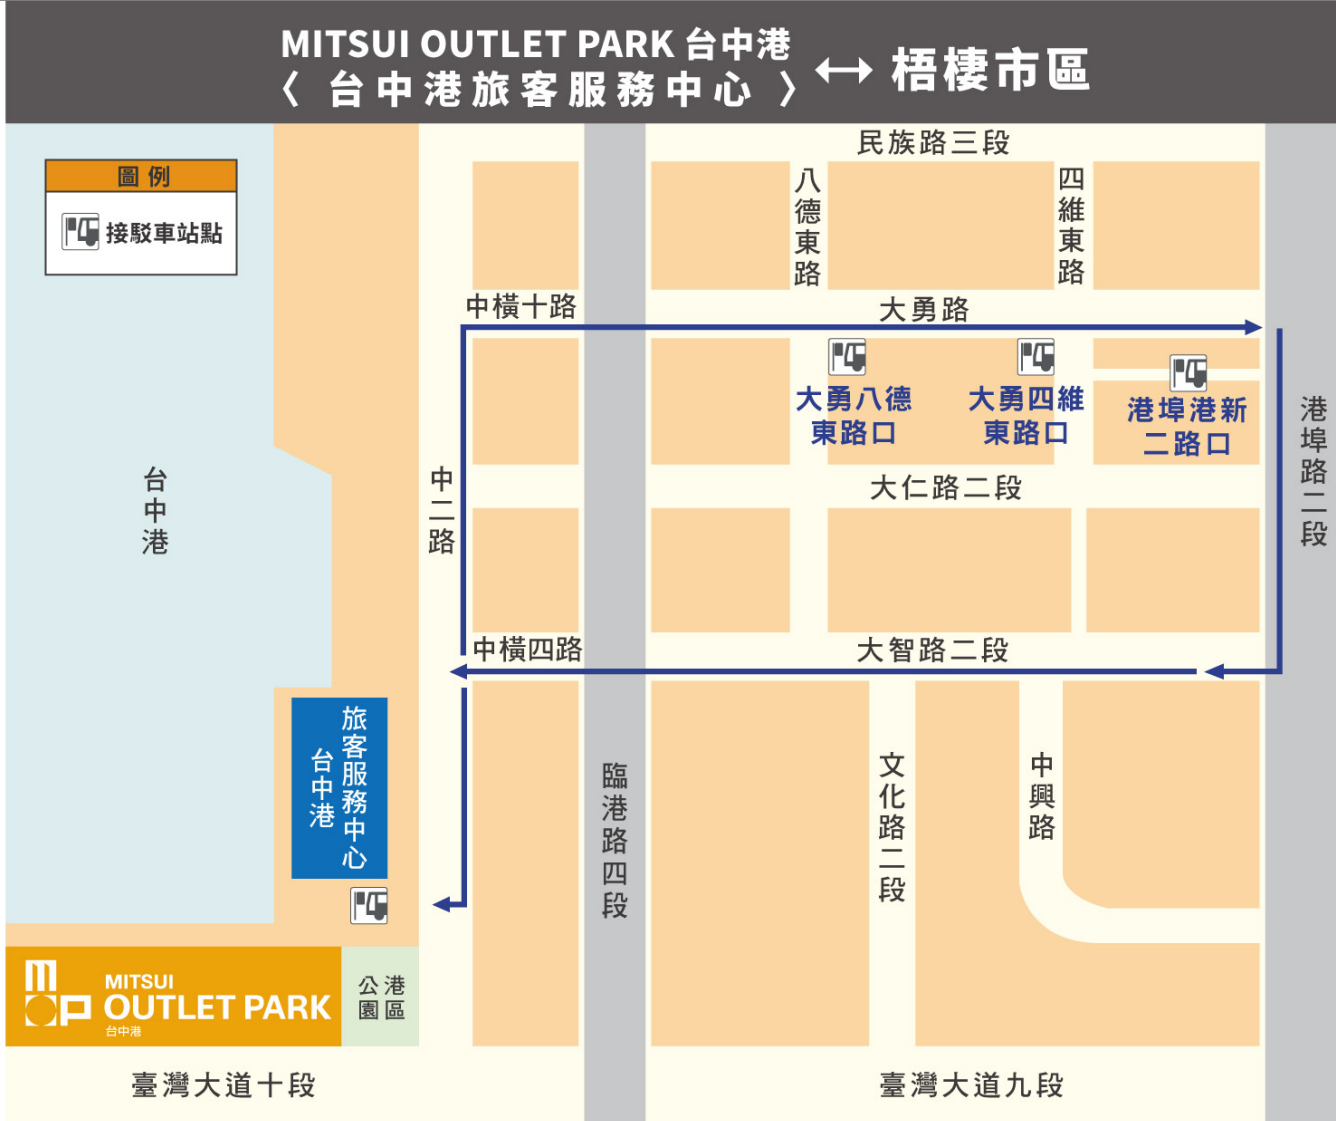 MITSUI OUTLET PARK 台中港
〈 台中港旅客服務中心 〉
↔ 梧棲市區
圖例
接駁車站點
民族路三段
八德東路
四維東路
中橫十路
大勇路
大勇八德
東路口
大勇四維
東路口
港埠港新
二路口
港埠路二段
台中港
中二路
大仁路二段
中橫四路
大智路二段
台中港
旅客服務中心
臨港路四段
文化路二段
中興路
MITSUI
OUTLET PARK
台中港
港區
公園
臺灣大道十段
臺灣大道九段